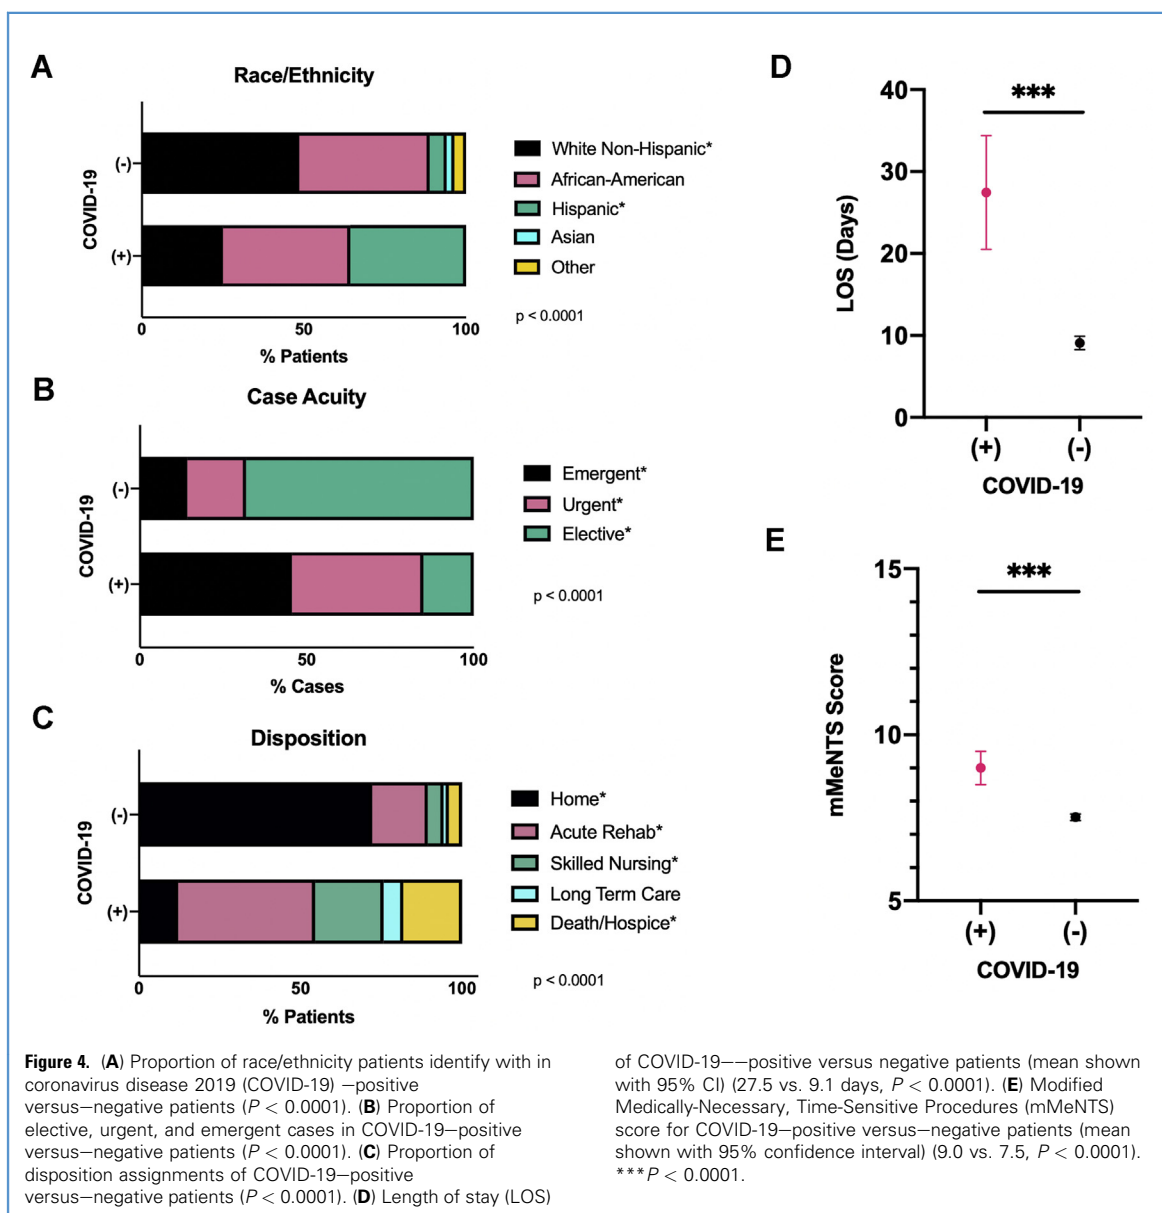 A
Race/Ethnicity
COVID-19
(-)
(+)
0
50
100
% Patients
White Non-Hispanic*
African-American
Hispanic*
Asian
Other
p < 0.0001
B
Case Acuity
COVID-19
(-)
(+)
0
50
100
% Cases
Emergent*
Urgent*
Elective*
p < 0.0001
C
Disposition
COVID-19
(-)
(+)
0
50
100
% Patients
Home*
Acute Rehab*
Skilled Nursing*
Long Term Care
Death/Hospice*
p < 0.0001
D
***
LOS (Days)
40
30
20
10
0
(+)
(-)
COVID-19
E
***
mMeNTS Score
15
10
5
(+)
(-)
COVID-19
Figure 4. (A) Proportion of race/ethnicity patients identify with in
coronavirus disease 2019 (COVID-19) –positive
versus–negative patients (P < 0.0001). (B) Proportion of
elective, urgent, and emergent cases in COVID-19–positive
versus–negative patients (P < 0.0001). (C) Proportion of
disposition assignments of COVID-19–positive
versus–negative patients (P < 0.0001). (D) Length of stay (LOS)
of COVID-19––positive versus negative patients (mean shown
with 95% CI) (27.5 vs. 9.1 days, P < 0.0001). (E) Modified
Medically-Necessary, Time-Sensitive Procedures (mMeNTS)
score for COVID-19–positive versus–negative patients (mean
shown with 95% confidence interval) (9.0 vs. 7.5, P < 0.0001).
***P < 0.0001.